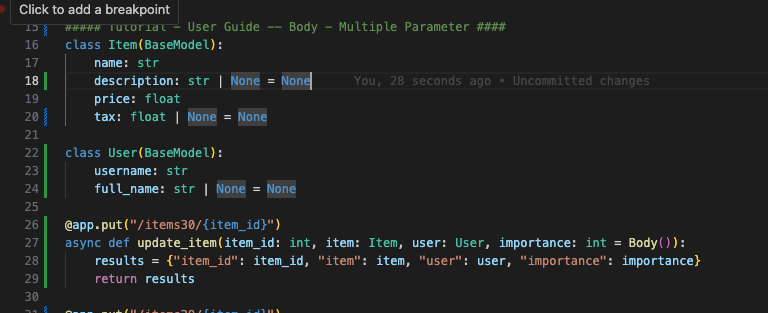 Click to add a breakpoint
15 ##### Tutorial - User Guide -- Body - Multiple Parameter ####
16 class Item(BaseModel):
17     name: str
18     description: str | None = None You, 28 seconds ago • Uncommitted changes
19     price: float
20     tax: float | None = None
21
22 class User(BaseModel):
23     username: str
24     full_name: str | None = None
25
26 @app.put("/items30/{item_id}")
27 async def update_item(item_id: int, item: Item, user: User, importance: int = Body()):
28     results = {"item_id": item_id, "item": item, "user": user, "importance": importance}
29     return results
30
31 @app.put("/items30/{item_id}")